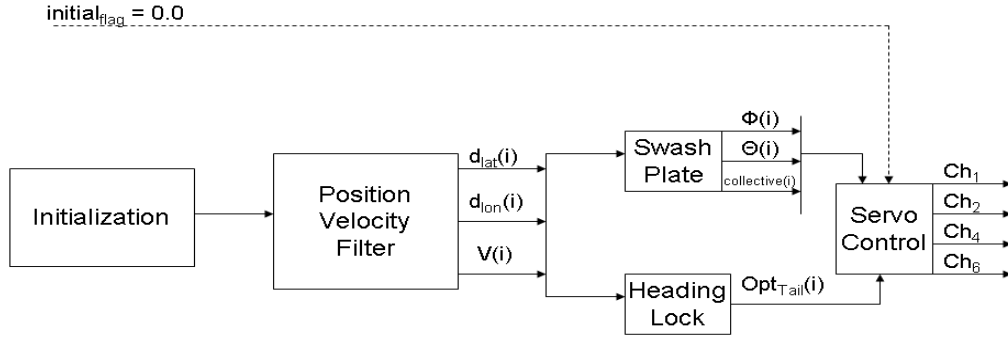 initial_flag = 0.0
Initialization
Position
Velocity
Filter
d_lat(i)
d_lon(i)
V(i)
Swash
Plate
Φ(i)
Θ(i)
collective(i)
Heading
Lock
Opt_Tail(i)
Servo
Control
Ch_1
Ch_2
Ch_4
Ch_6